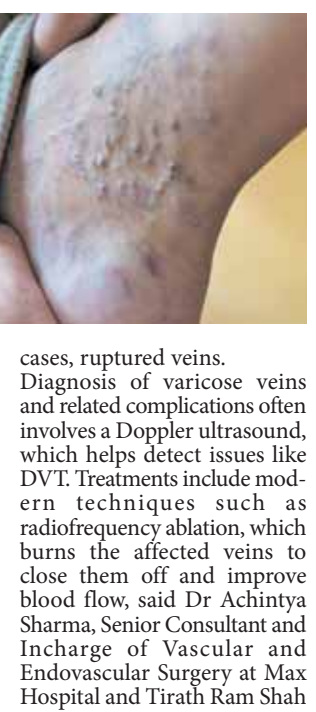 cases, ruptured veins.
Diagnosis of varicose veins
and related complications often
involves a Doppler ultrasound,
which helps detect issues like
DVT. Treatments include mod-
ern techniques such as
radiofrequency ablation, which
burns the affected veins to
close them off and improve
blood flow, said Dr Achintya
Sharma, Senior Consultant and
Incharge of Vascular and
Endovascular Surgery at Max
Hospital and Tirath Ram Shah